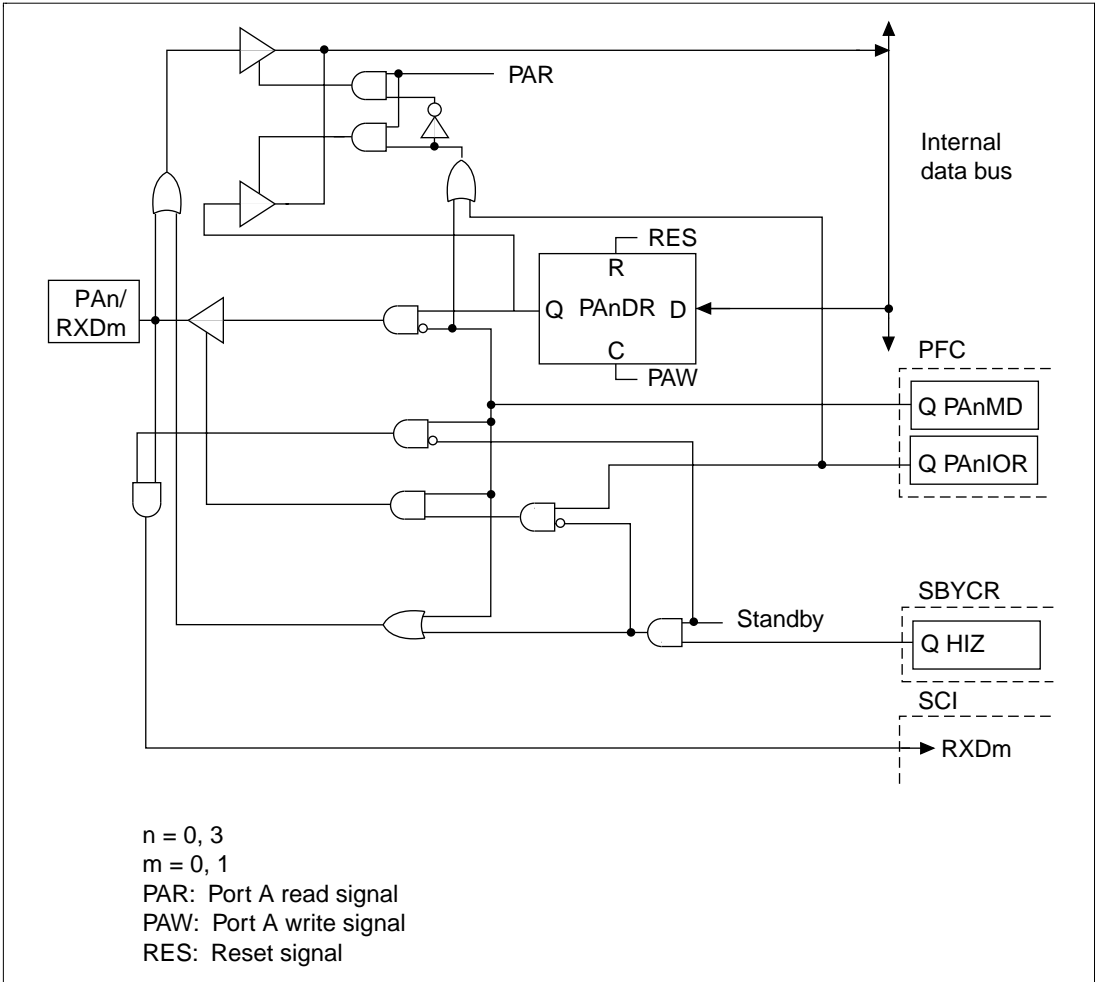 PAR
Internal
data bus
RES
R
PAn/
RXDm
Q PAnDR D
C
PAW
PFC
Q PAnMD
Q PAnIOR
SBYCR
Standby
Q HIZ
SCI
RXDm
n = 0, 3
m = 0, 1
PAR: Port A read signal
PAW: Port A write signal
RES: Reset signal